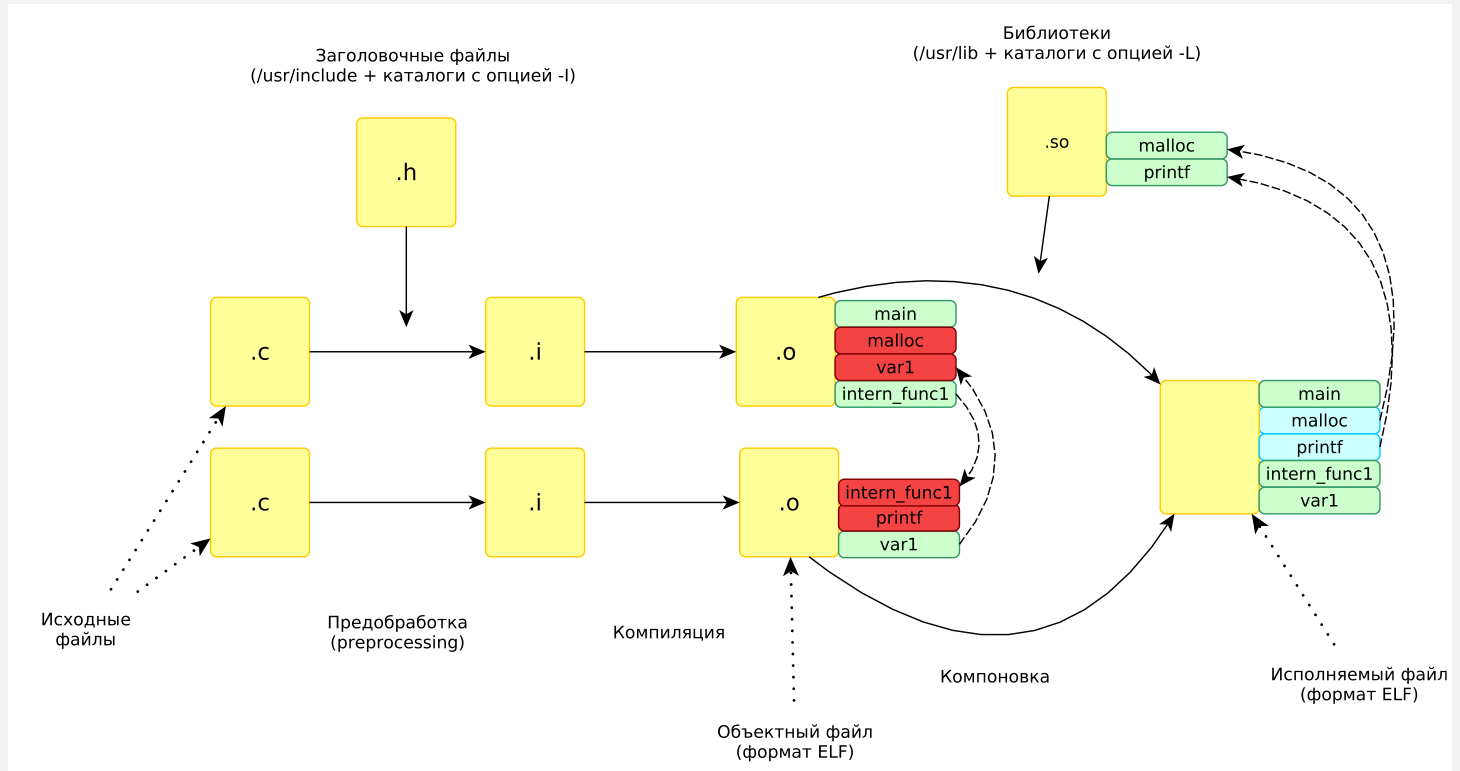 Библиотеки
(/usr/lib + каталоги с опцией -L)
Заголовочные файлы
(/usr/include + каталоги с опцией -I)
.h
.so
malloc
printf
.c
.i
.o
main
malloc
var1
intern_func1
.c
.i
.o
intern_func1
printf
var1
main
malloc
printf
intern_func1
var1
Исходные
файлы
Предобработка
(preprocessing)
Компиляция
Компоновка
Объектный файл
(формат ELF)
Исполняемый файл
(формат ELF)